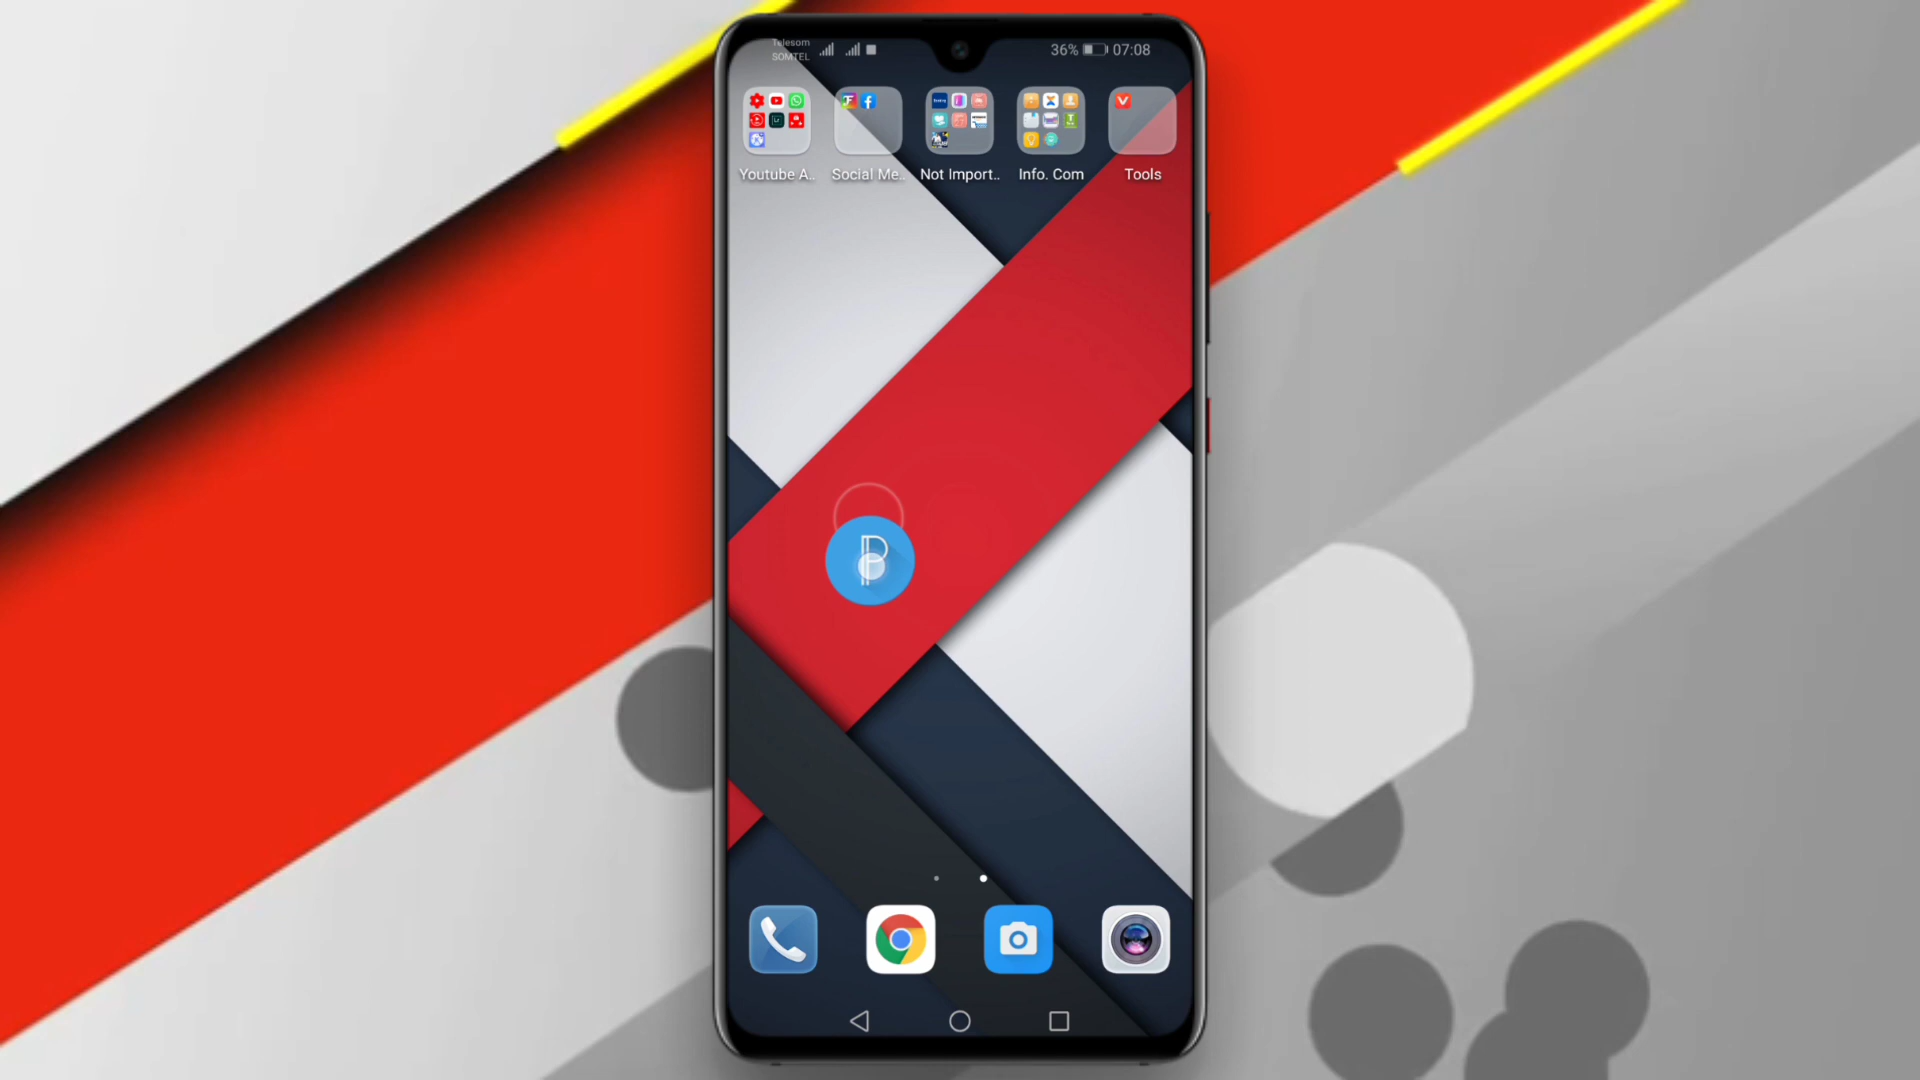 Telesom
SOMTEL
36% 07:08
Youtube A..
Social Me..
Not Import..
Info. Com
Tools